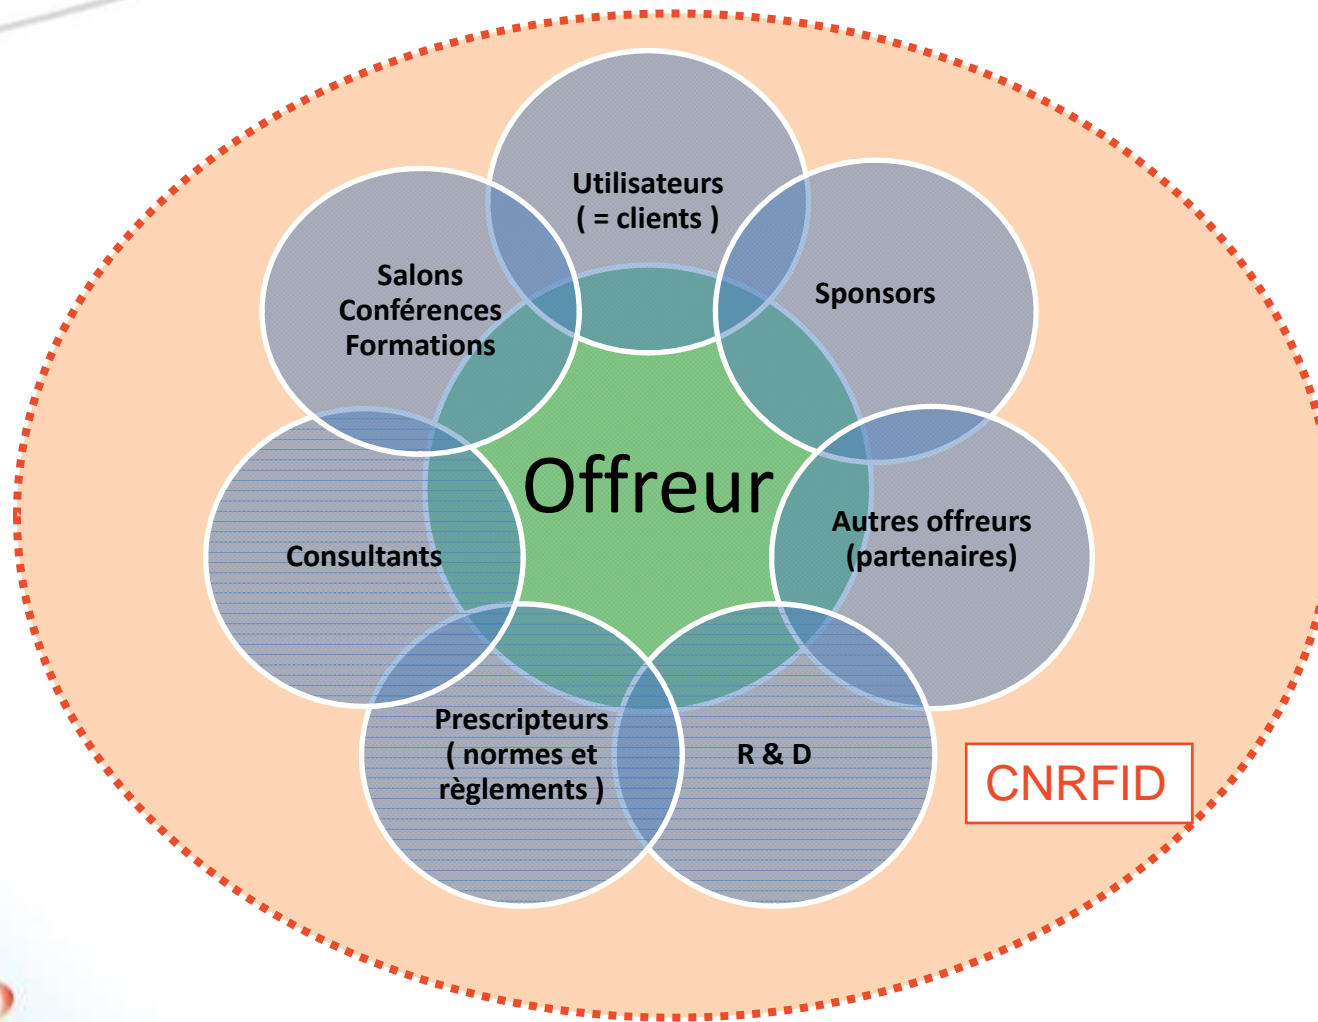 Utilisateurs
( = clients )
Salons
Conférences
Formations
Sponsors
Offreur
Autres offreurs
(partenaires)
Consultants
Prescripteurs
( normes et
règlements )
R & D
CNRFID